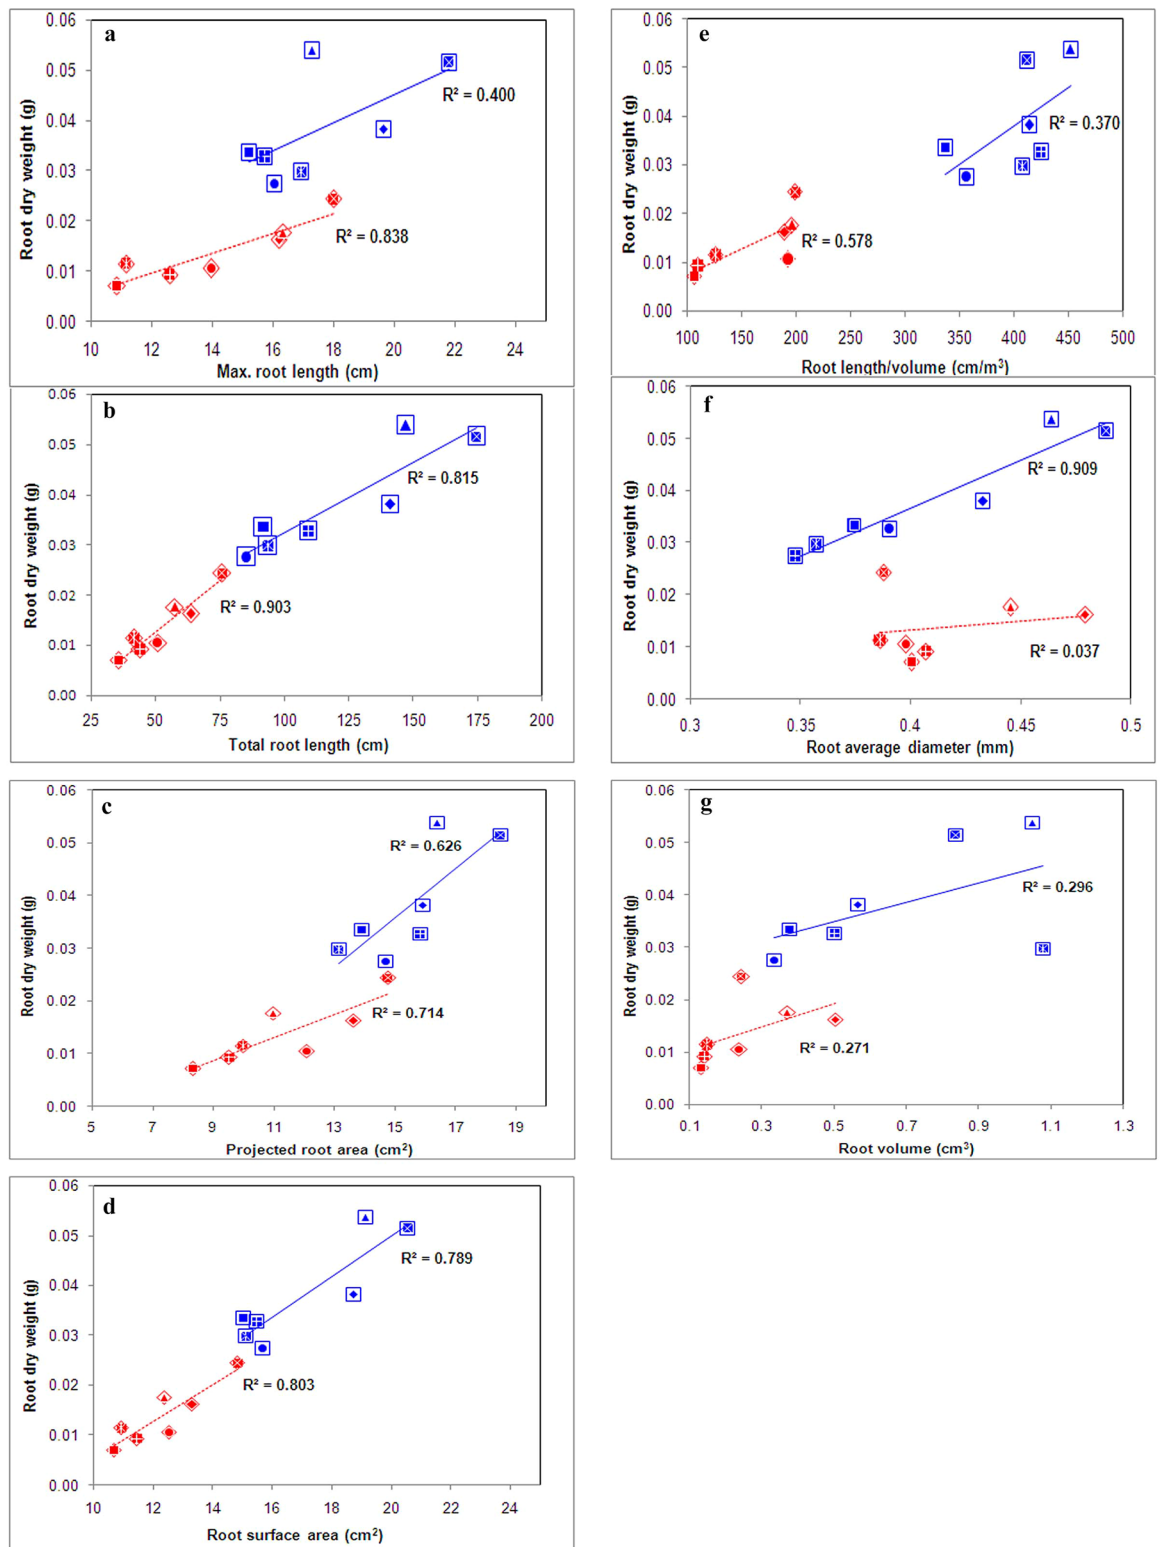 a
0.06
0.05
0.04
0.03
0.02
0.01
0.00
Root dry weight (g)
R² = 0.400
R² = 0.838
10 12 14 16 18 20 22 24
Max. root length (cm)
b
0.06
0.05
0.04
0.03
0.02
0.01
0.00
Root dry weight (g)
R² = 0.815
R² = 0.903
25 50 75 100 125 150 175 200
Total root length (cm)
c
0.06
0.05
0.04
0.03
0.02
0.01
0.00
Root dry weight (g)
R² = 0.626
R² = 0.714
5 7 9 11 13 15 17 19
Projected root area (cm²)
d
0.06
0.05
0.04
0.03
0.02
0.01
0.00
Root dry weight (g)
R² = 0.789
R² = 0.803
10 12 14 16 18 20 22 24
Root surface area (cm²)
e
0.06
0.05
0.04
0.03
0.02
0.01
0.00
Root dry weight (g)
R² = 0.370
R² = 0.578
100 150 200 250 300 350 400 450 500
Root length/volume (cm/m³)
f
0.06
0.05
0.04
0.03
0.02
0.01
0.00
Root dry weight (g)
R² = 0.909
R² = 0.037
0.3 0.35 0.4 0.45 0.5
Root average diameter (mm)
g
0.06
0.05
0.04
0.03
0.02
0.01
0.00
Root dry weight (g)
R² = 0.296
R² = 0.271
0.1 0.3 0.5 0.7 0.9 1.1 1.3
Root volume (cm³)